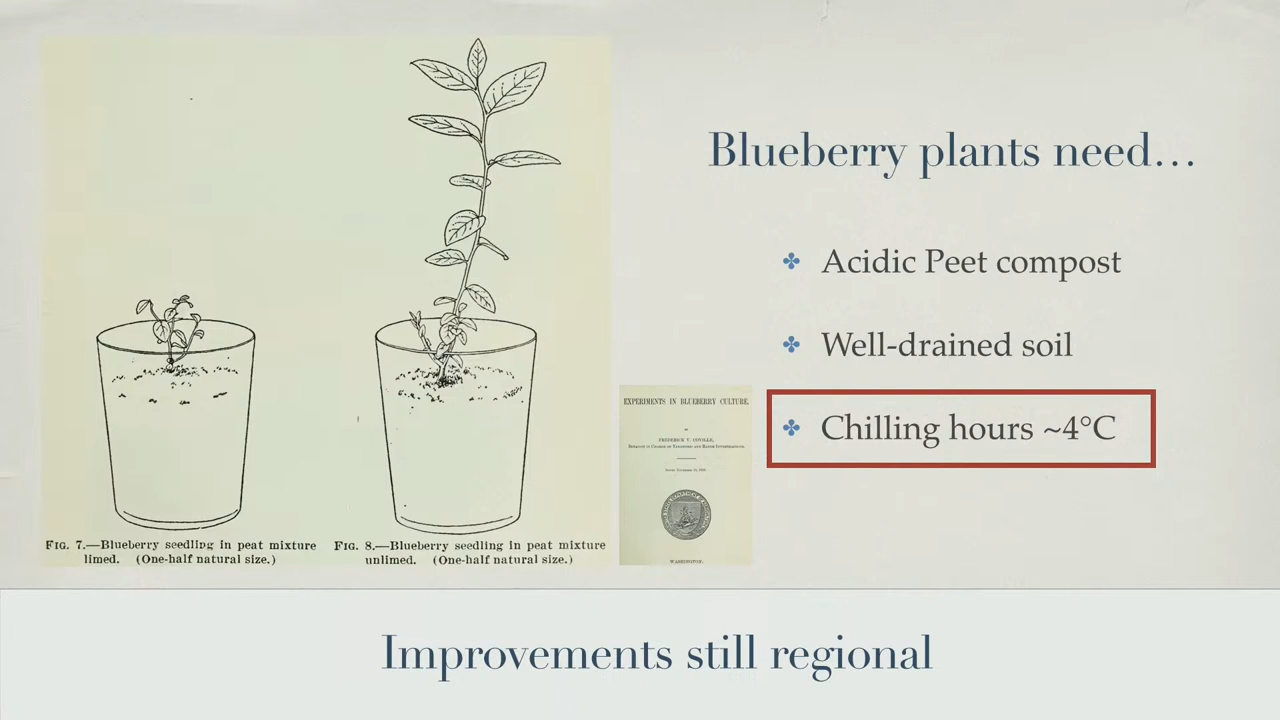 Blueberry plants need...
Acidic Peet compost
Well-drained soil
Chilling hours ~4°C
EXPERIMENTS IN BLUEBERRY CULTURE.
FREDERICK V. COVILLE,
WASHINGTON.
FIG. 7.—Blueberry seedling in peat mixture
limed. (One-half natural size.)
FIG. 8.—Blueberry seedling in peat mixture
unlimed. (One-half natural size.)
Improvements still regional